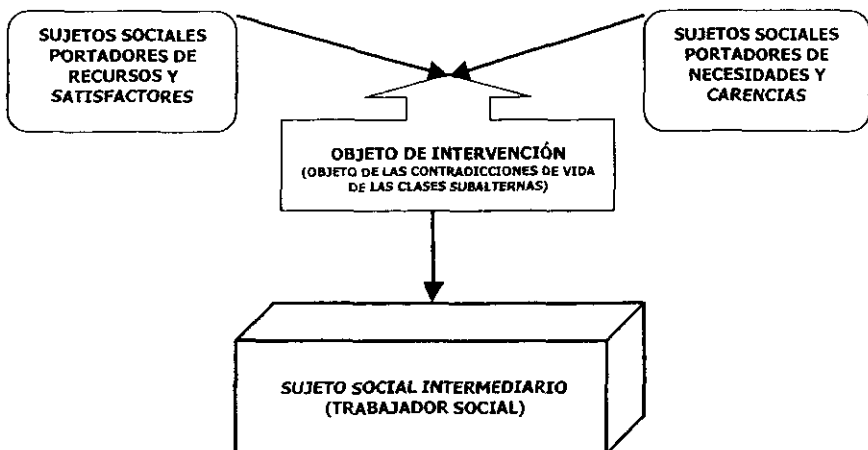 SUJETOS SOCIALES
PORTADORES DE
RECURSOS Y
SATISFACTORES
SUJETOS SOCIALES
PORTADORES DE
NECESIDADES Y
CARENCIAS
OBJETO DE INTERVENCIÓN
(OBJETO DE LAS CONTRADICCIONES DE VIDA
DE LAS CLASES SUBALTERNAS)
SUJETO SOCIAL INTERMEDIARIO
(TRABAJADOR SOCIAL)